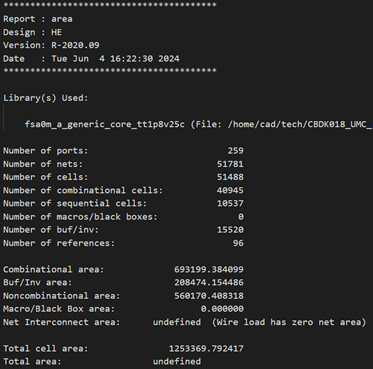 ****************************************
Report : area
Design : HE
Version: R-2020.09
Date   : Tue Jun  4 16:22:30 2024
****************************************
Library(s) Used:
fsa0m_a_generic_core_tt1p8v25c (File: /home/cad/tech/CBDK018_UMC_
Number of ports: 259
Number of nets: 51781
Number of cells: 51488
Number of combinational cells: 40945
Number of sequential cells: 10537
Number of macros/black boxes: 0
Number of buf/inv: 15520
Number of references: 96
Combinational area: 693199.384099
Buf/Inv area: 208474.154486
Noncombinational area: 560170.408318
Macro/Black Box area: 0.000000
Net Interconnect area: undefined  (Wire load has zero net area)
Total cell area: 1253369.792417
Total area: undefined